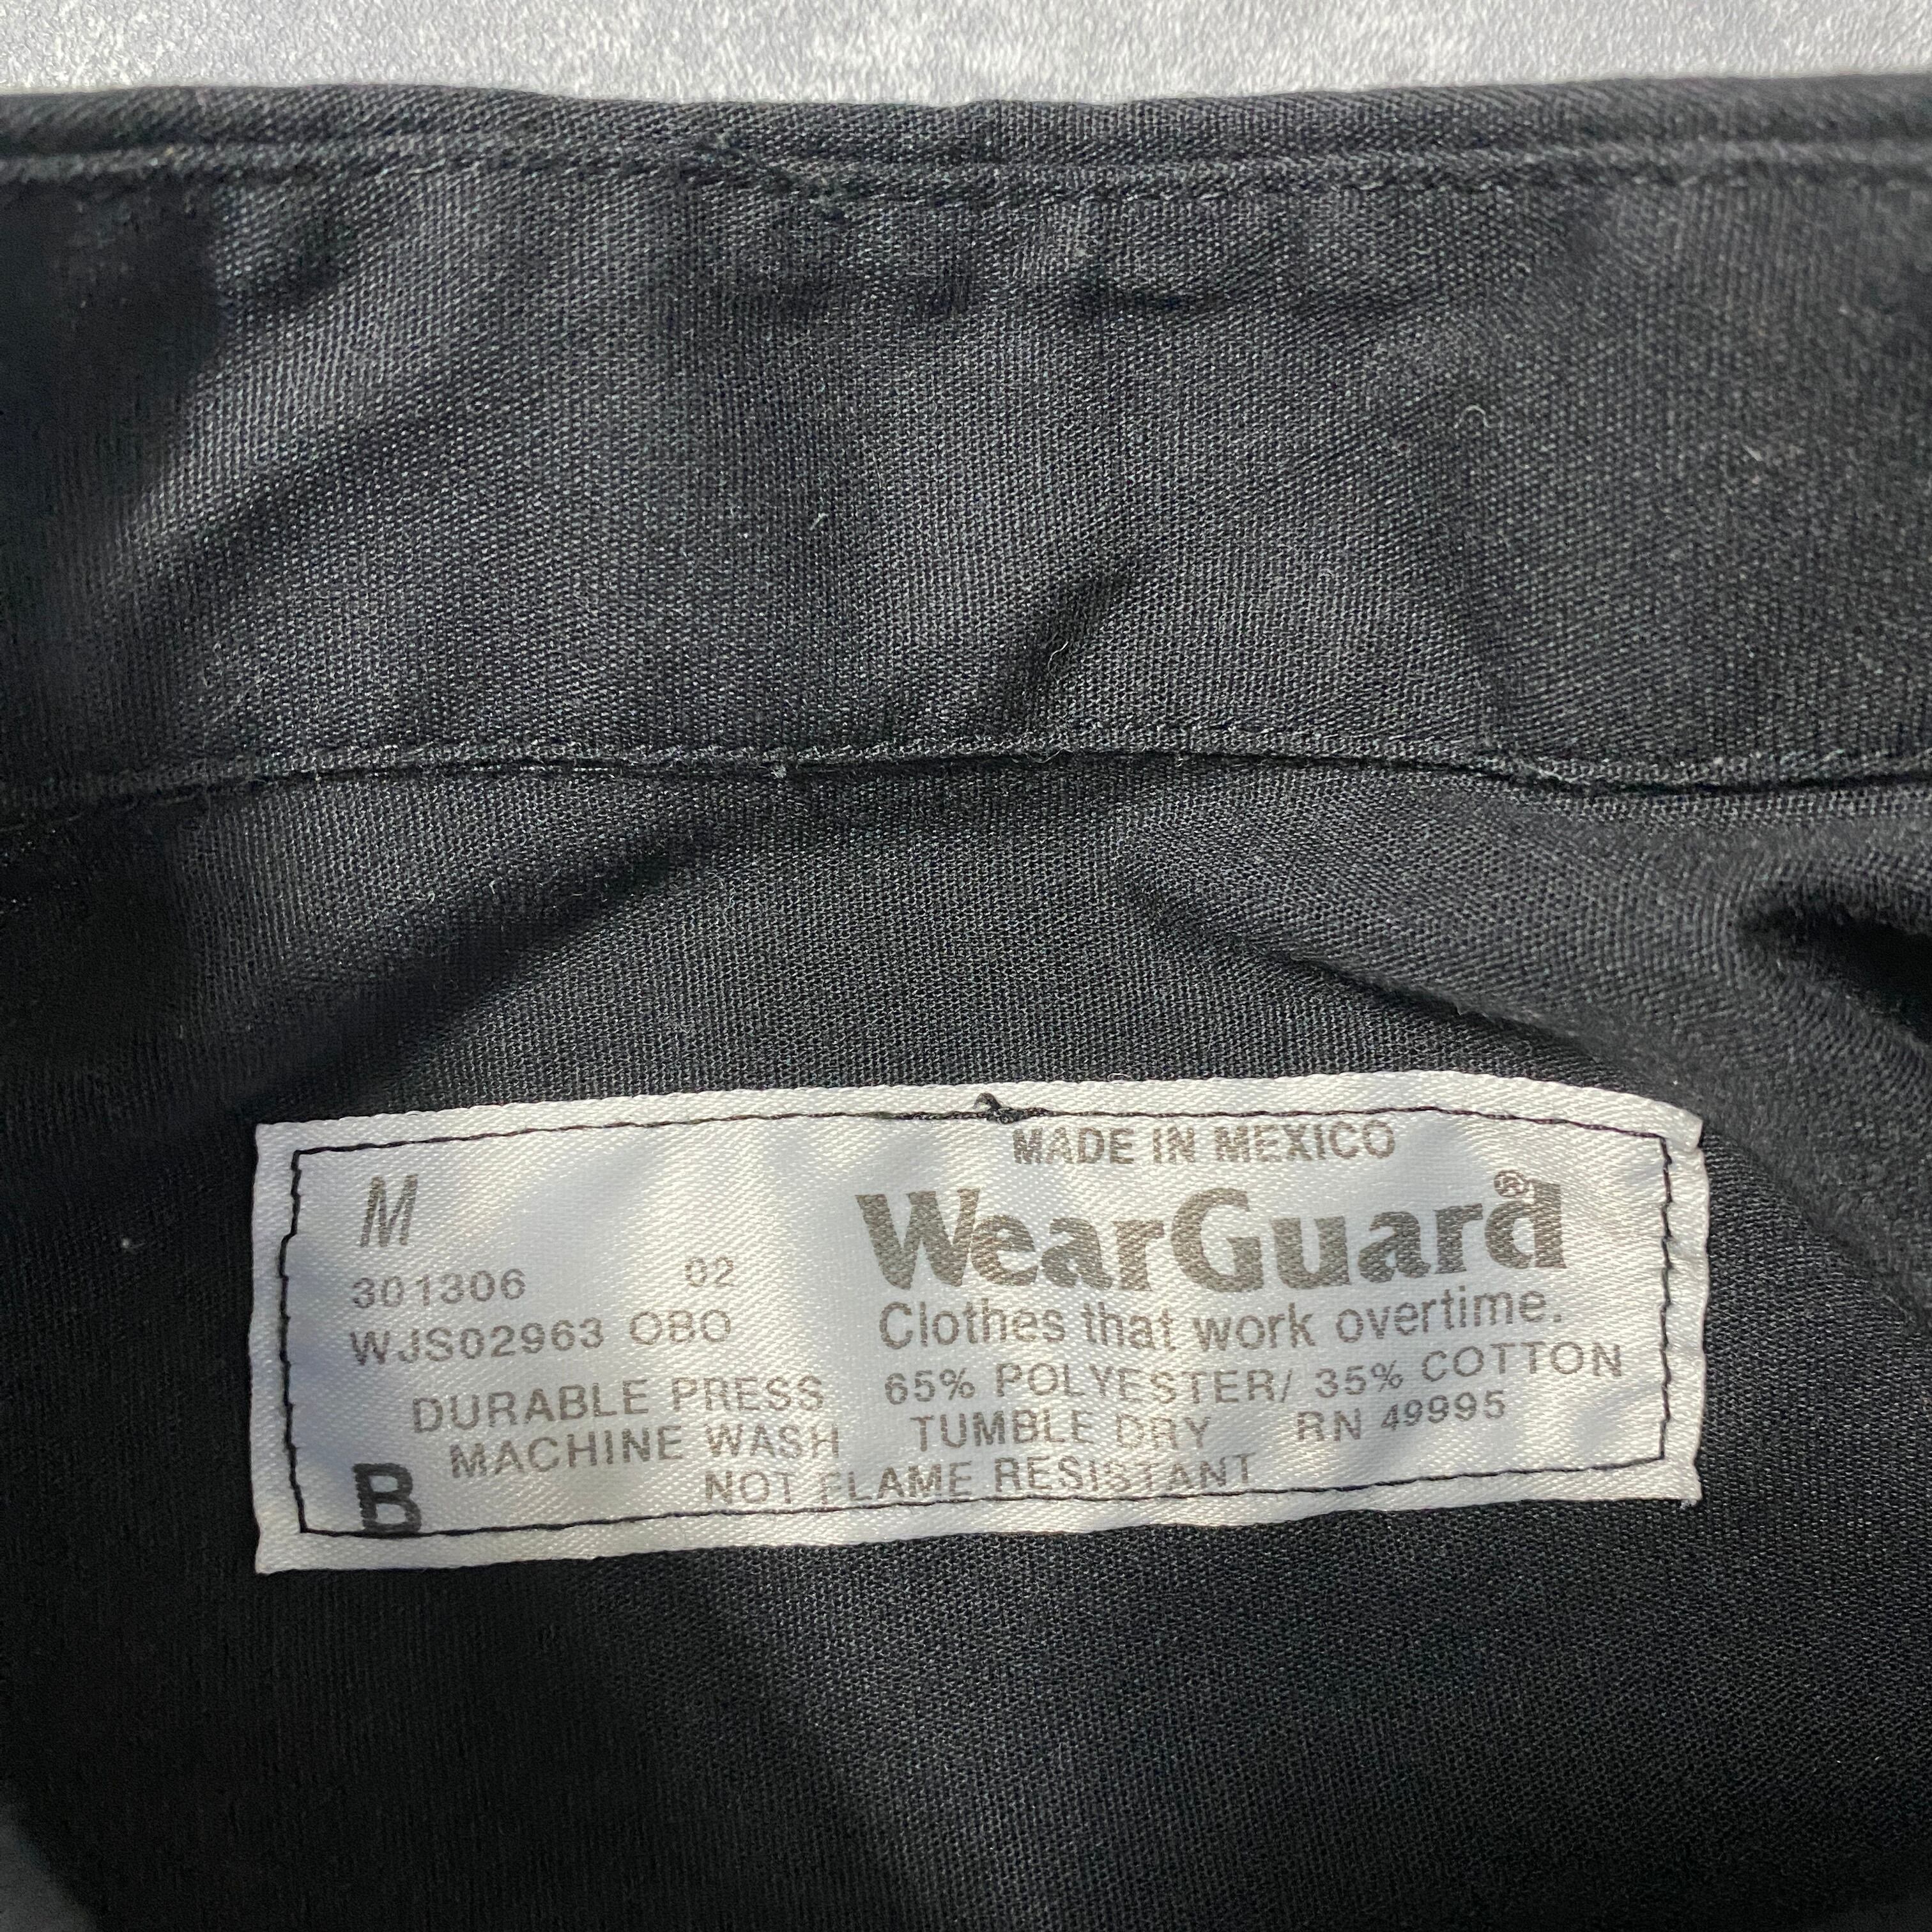 MADE IN MEXICO
M
WearGuard®
301306 02
Clothes that work overtime.
WJS02963 OBO
65% POLYESTER/ 35% COTTON
DURABLE PRESS
TUMBLE DRY RN 49995
MACHINE WASH
NOT FLAME RESISTANT
B